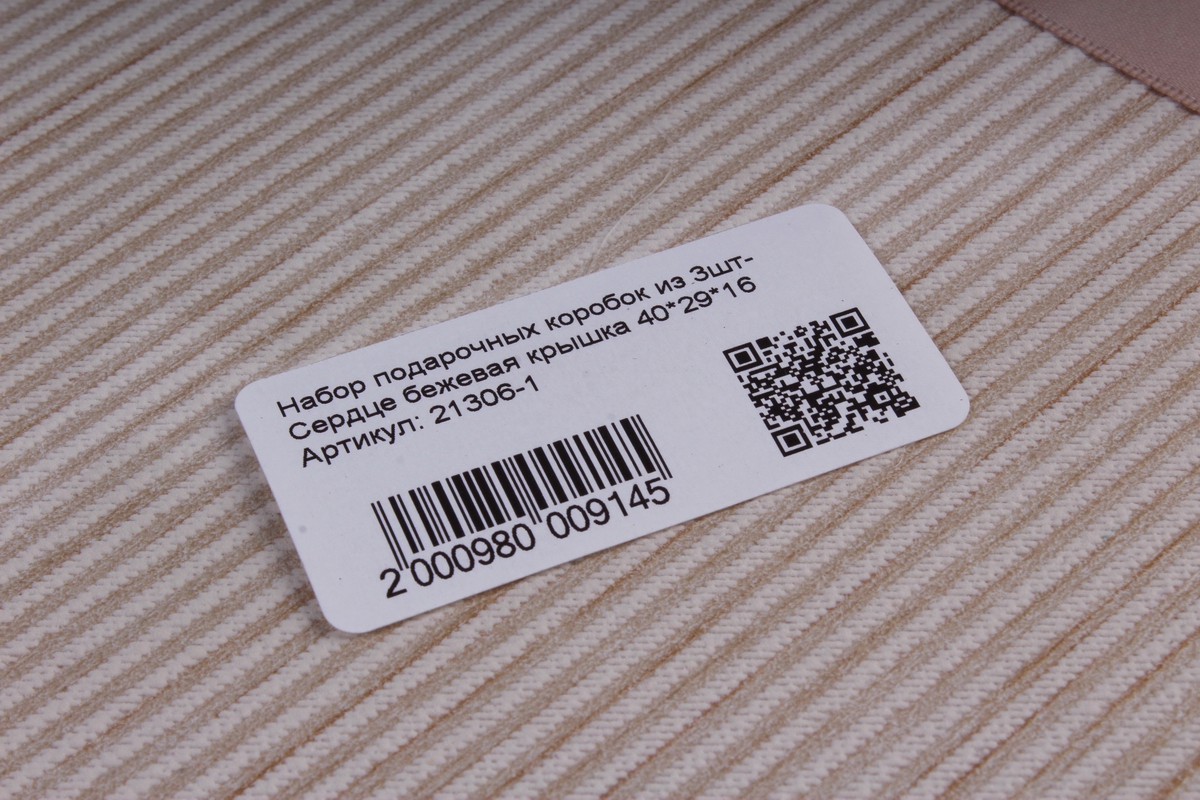 Набор подарочных коробок из 3шт-
Сердце бежевая крышка 40*29*16
Артикул: 21306-1
2 000980 009145